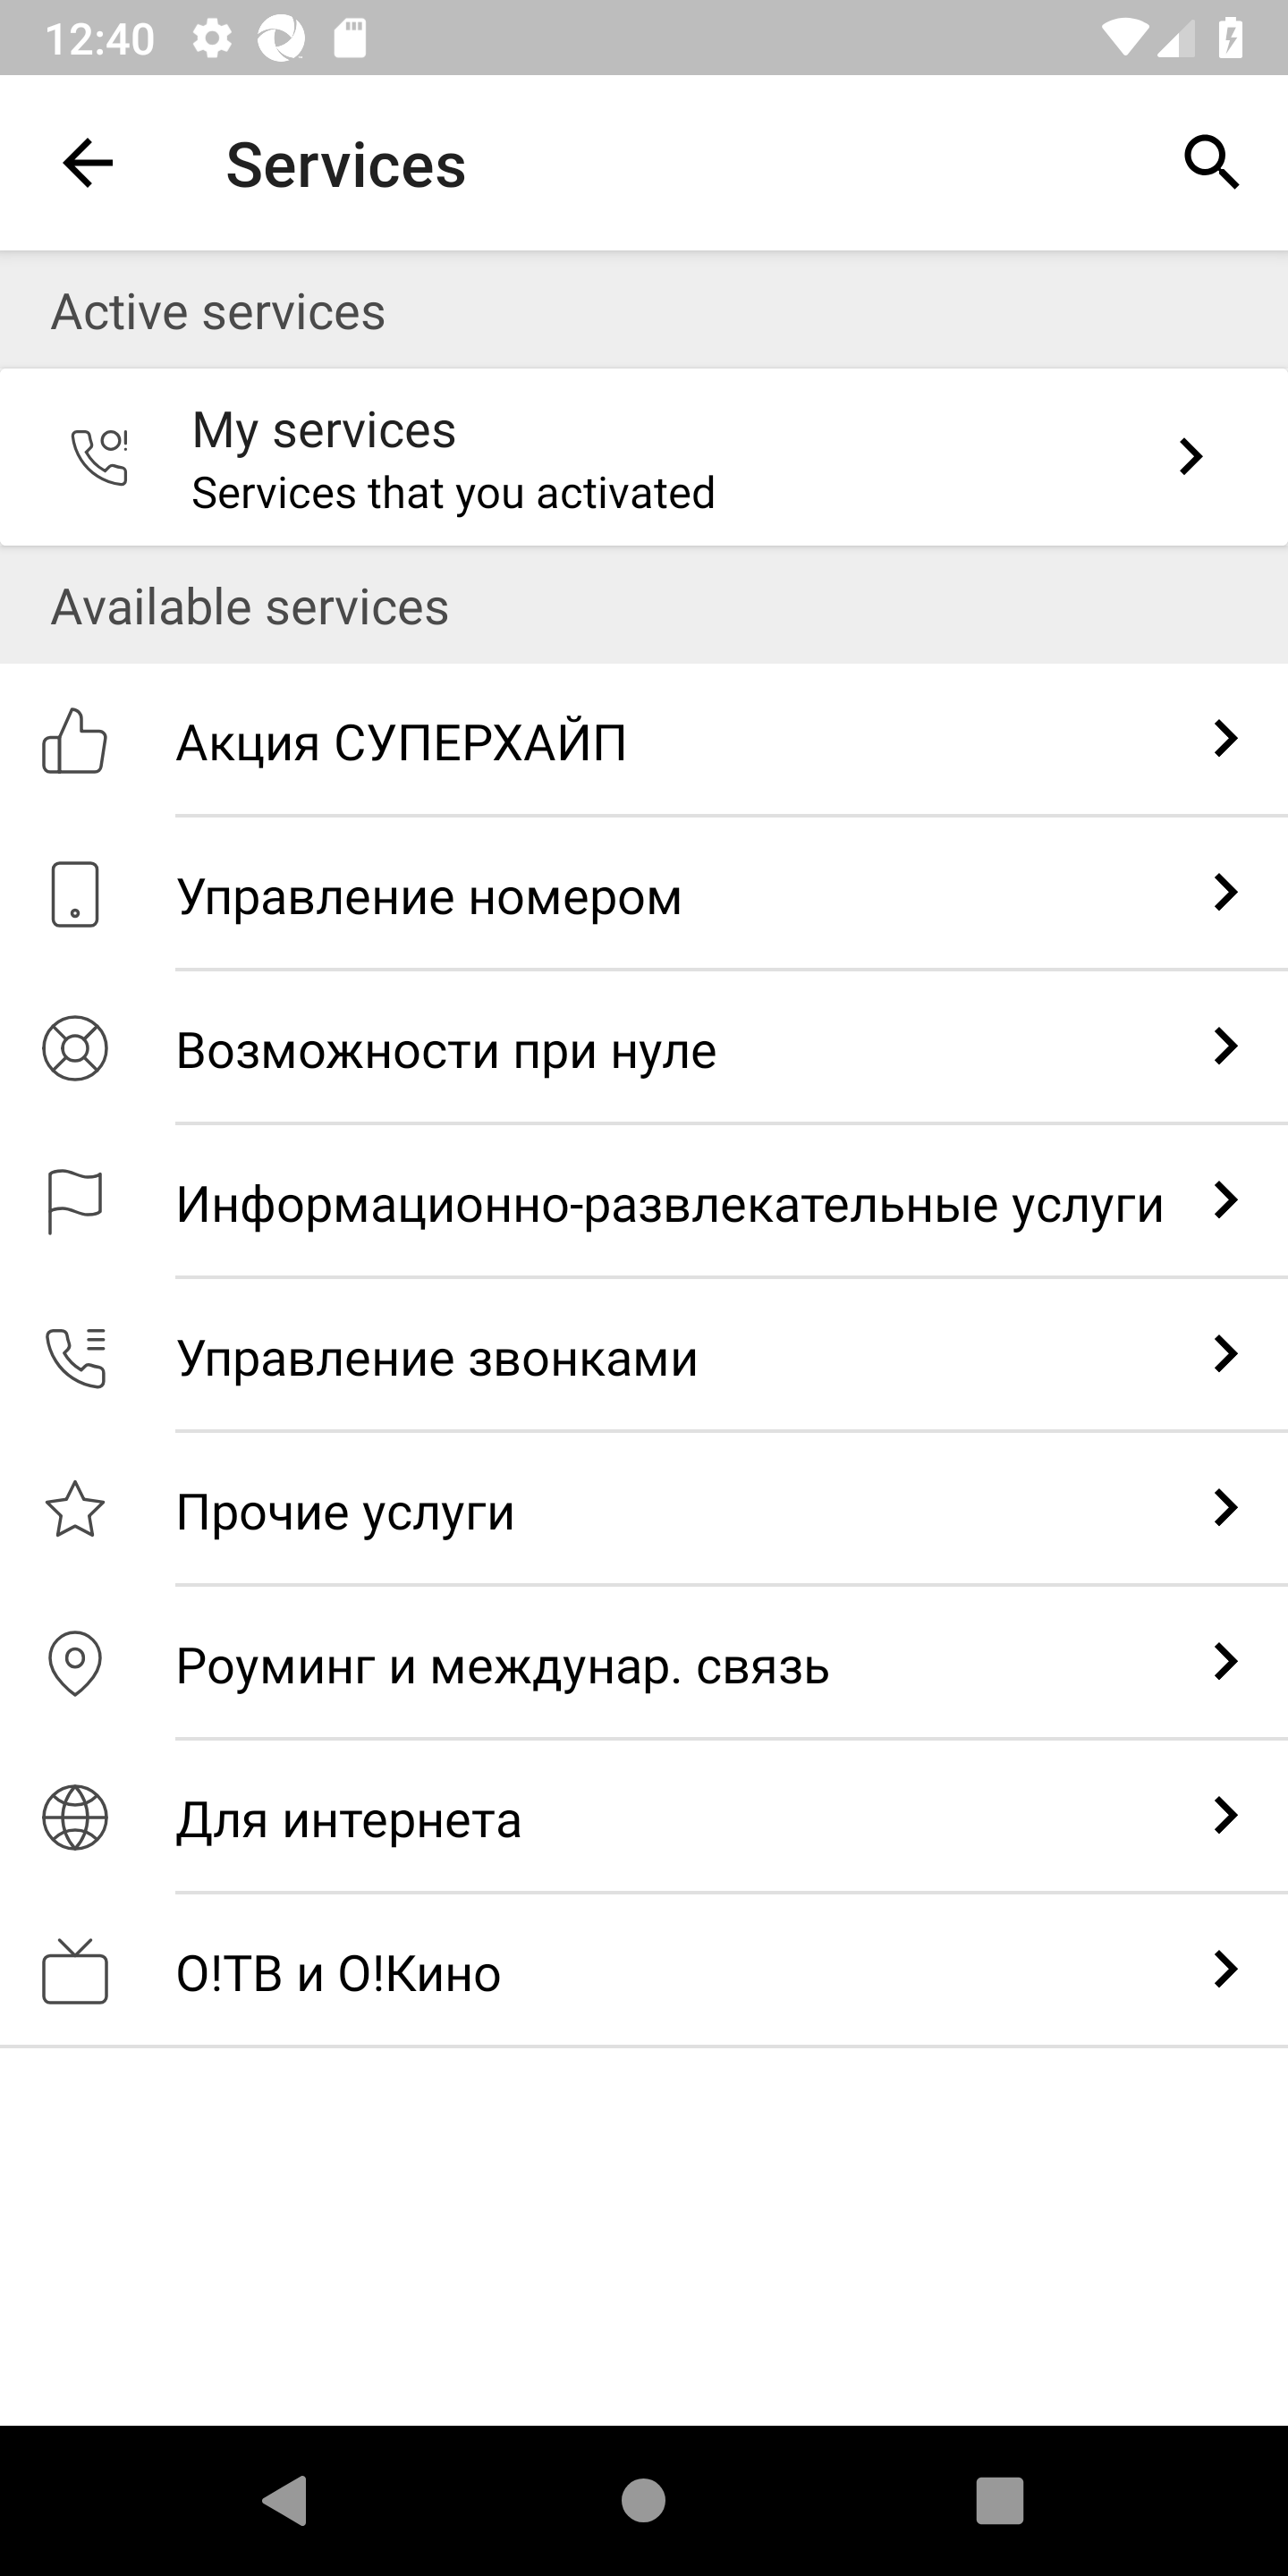 12:40
Services
Active services
My services
Services that you activated
Available services
Акция СУПЕРХАЙП
Управление номером
Возможности при нуле
Информационно-развлекательные услуги
Управление звонками
Прочие услуги
Роуминг и междунар. связь
Для интернета
О!ТВ и О!Кино